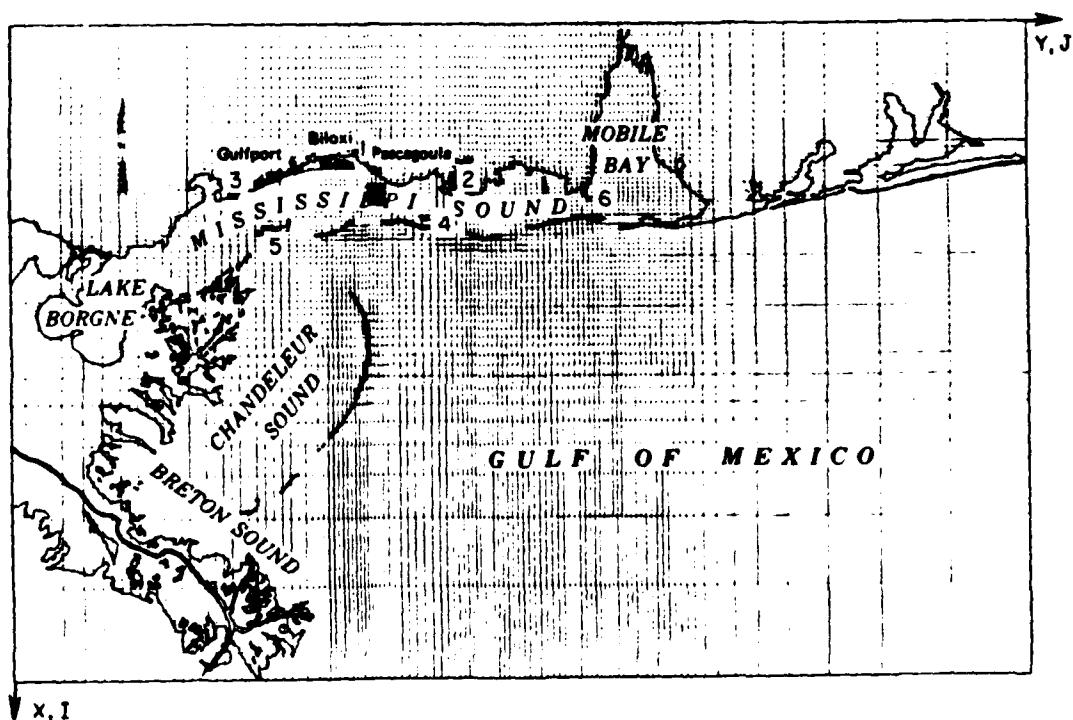 Y, J
MOBILE
BAY
Biloxi
1
Gulfport
Pascagoula
3
2
6
MISSISSIPPI SOUND
4
5
LAKE
BORGNE
CHANDELEUR
SOUND
GULF OF MEXICO
BRETON SOUND
X, I